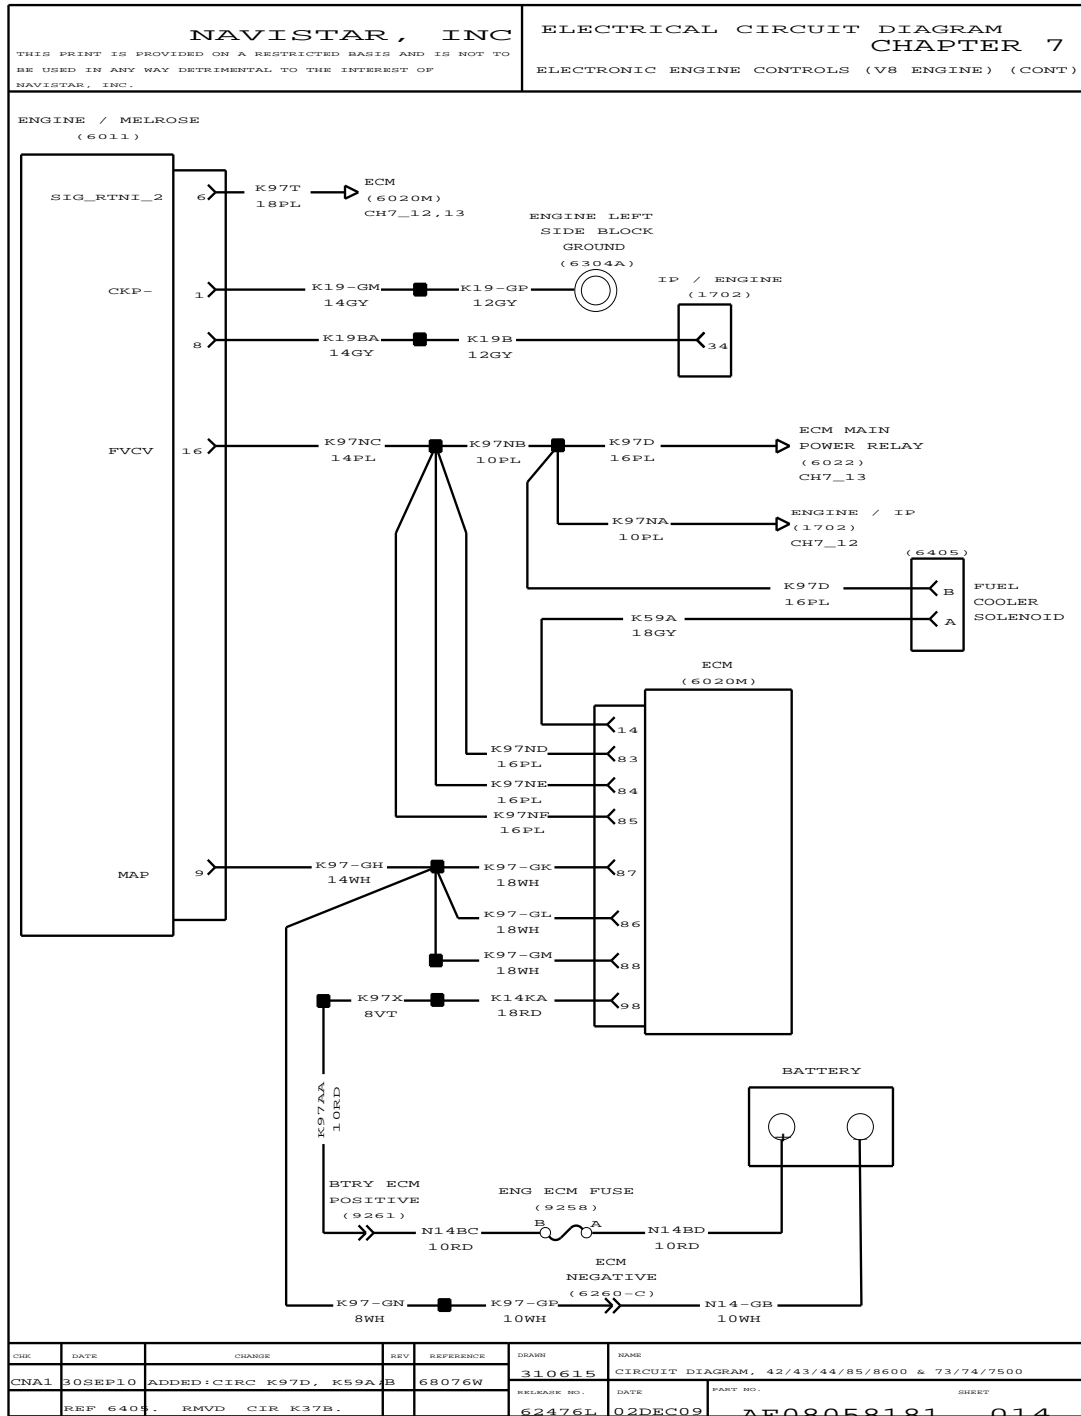 NAVISTAR, INC
THIS PRINT IS PROVIDED ON A RESTRICTED BASIS AND IS NOT TO
BE USED IN ANY WAY DETRIMENTAL TO THE INTEREST OF
NAVISTAR, INC.
ELECTRICAL CIRCUIT DIAGRAM
CHAPTER 7
ELECTRONIC ENGINE CONTROLS (V8 ENGINE) (CONT)
ENGINE / MELROSE
(6011)
SIG_RTNI_2
6
K97T
18PL
ECM
(6020M)
CH7_12,13
ENGINE LEFT
SIDE BLOCK
GROUND
(6304A)
CKP-
1
K19-GM
14GY
K19-GP
12GY
IP / ENGINE
(1702)
8
K19BA
14GY
K19B
12GY
34
FVCV
16
K97NC
14PL
K97NB
10PL
K97D
16PL
ECM MAIN
POWER RELAY
(6022)
CH7_13
K97NA
10PL
ENGINE / IP
(1702)
CH7_12
(6405)
K97D
16PL
B
FUEL
COOLER
SOLENOID
K59A
18GY
A
ECM
(6020M)
14
K97ND
16PL
83
K97NE
16PL
84
K97NF
16PL
85
MAP
9
K97-GH
14WH
K97-GK
18WH
87
K97-GL
18WH
86
K97-GM
18WH
88
K97X
8VT
K14KA
18RD
98
K97AA
10RD
BATTERY
BTRY ECM
POSITIVE
(9261)
ENG ECM FUSE
(9258)
N14BC
10RD
B
A
N14BD
10RD
ECM
NEGATIVE
(6260-C)
K97-GN
8WH
K97-GP
10WH
N14-GB
10WH
CHK DATE CHANGE REV REFERENCE
CNA1 30SEP10 ADDED:CIRC K97D, K59A; B 68076W
REF 6405. RMVD CIR K37B.
DRAWN
310615
NAME
CIRCUIT DIAGRAM, 42/43/44/85/8600 & 73/74/7500
RELEASE NO.
62476L
DATE
02DEC09
PART NO.
AF08058181
SHEET
014